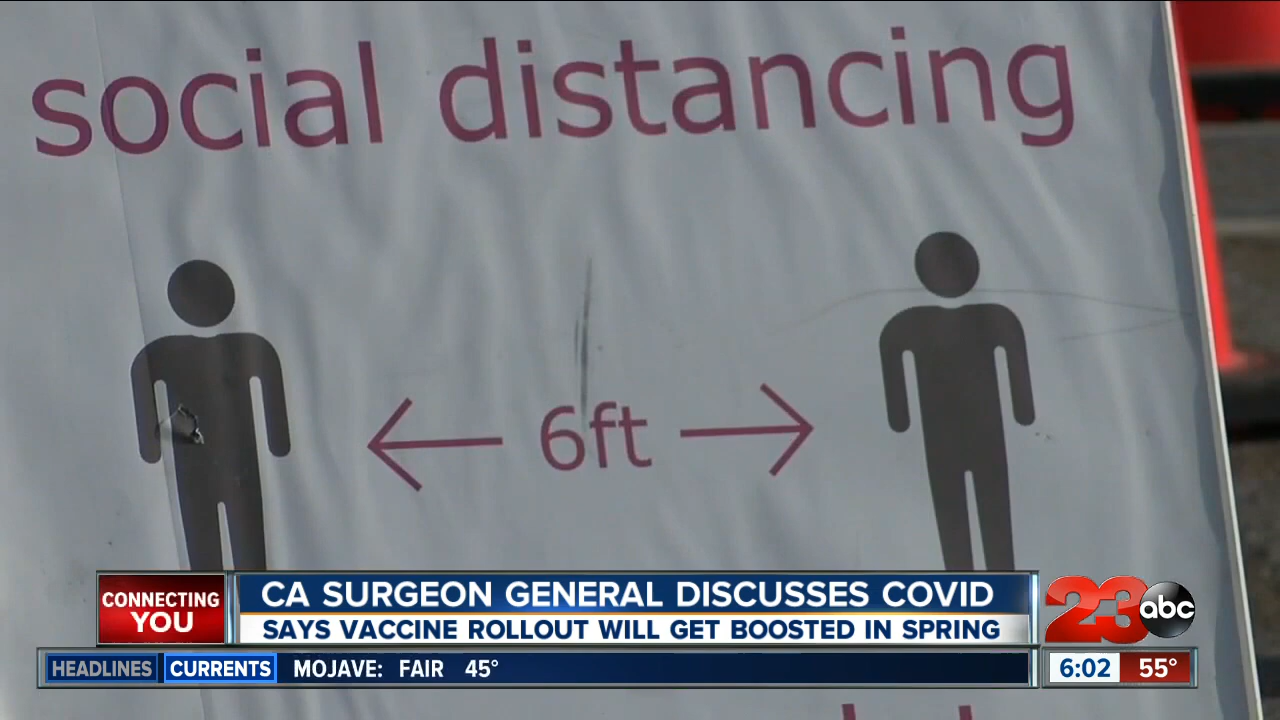 social distancing
6ft
CONNECTING
YOU
CA SURGEON GENERAL DISCUSSES COVID
SAYS VACCINE ROLLOUT WILL GET BOOSTED IN SPRING
23 abc
HEADLINES CURRENTS MOJAVE: FAIR 45°
6:02 55°